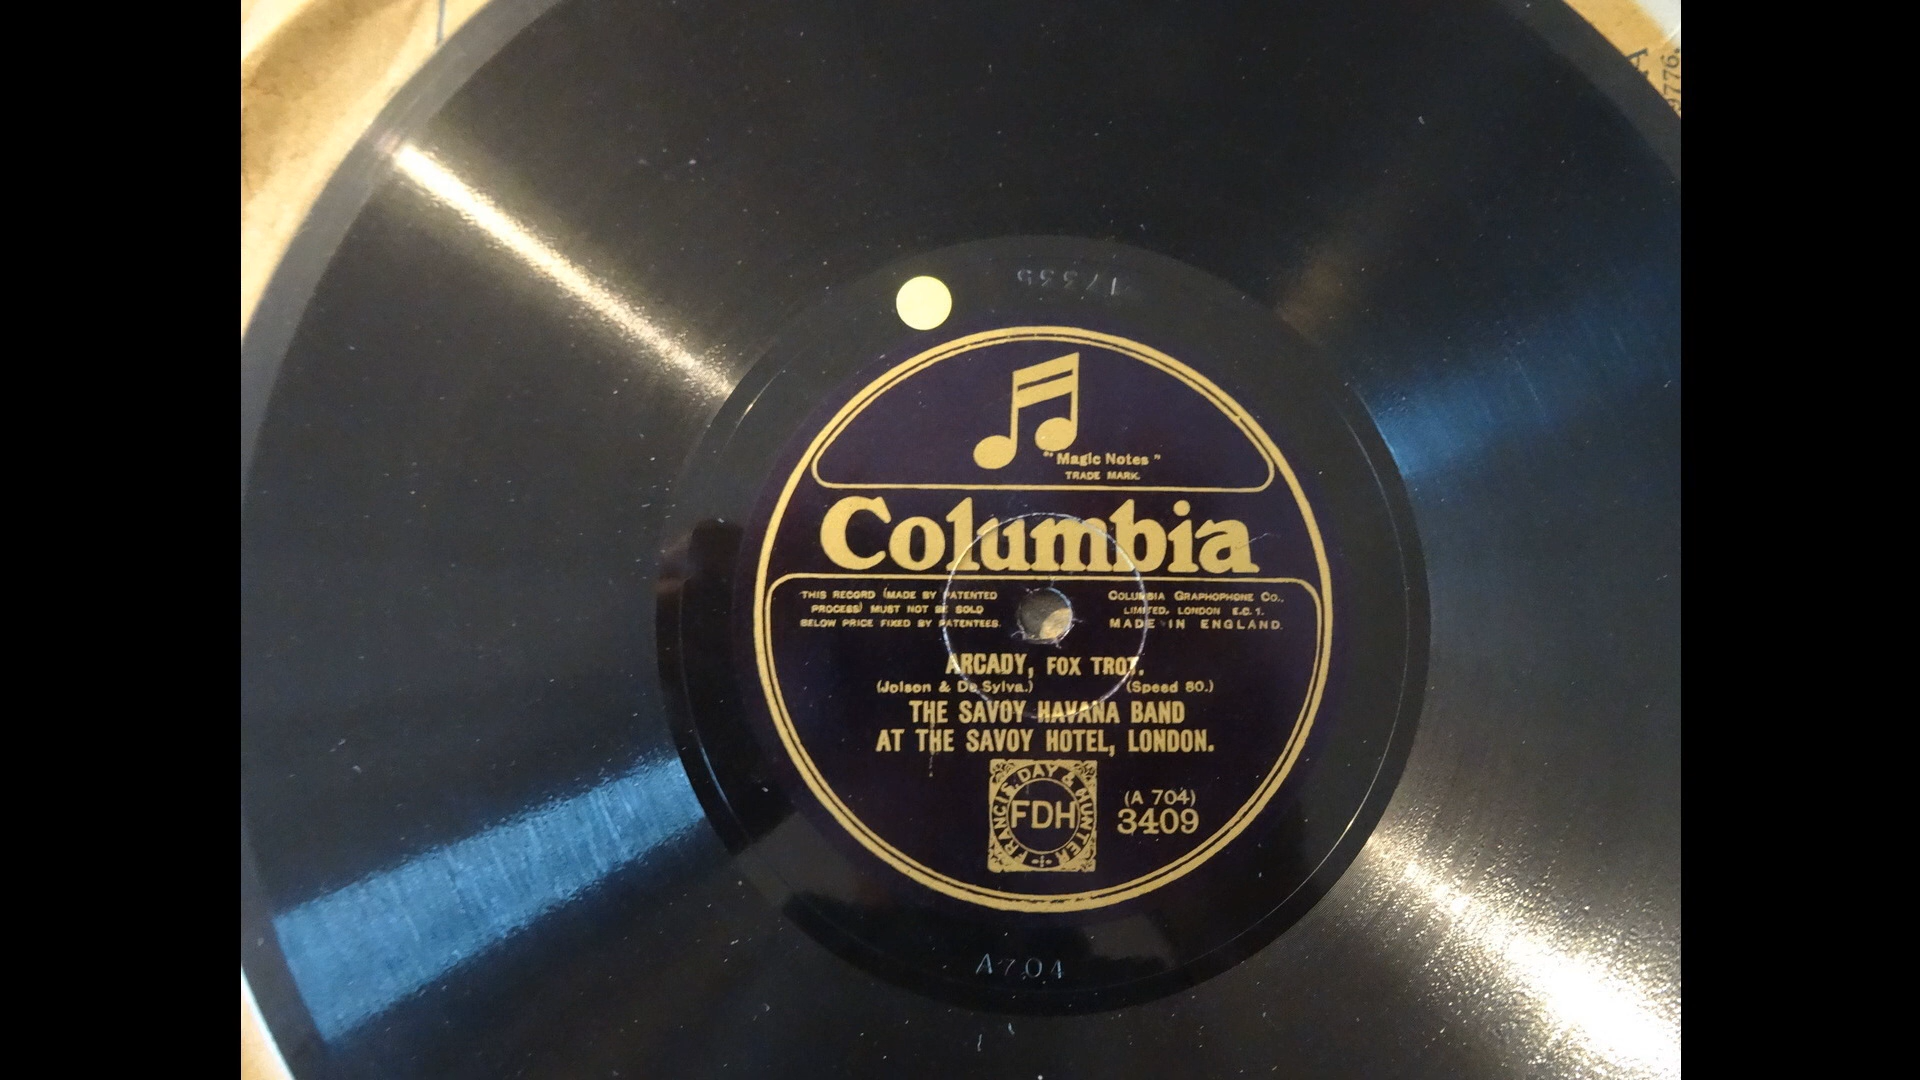 A
9776.
17335
"Magic Notes"
TRADE MARK.
Columbia
THIS RECORD (MADE BY PATENTED
PROCESS) MUST NOT BE SOLD
BELOW PRICE FIXED BY PATENTEES.
COLUMBIA GRAPHOPHONE CO.,
LIMITED, LONDON E.C.1.
MADE IN ENGLAND.
ARCADY, FOX TROT.
(Jolson & De Sylva.) (Speed 80.)
THE SAVOY HAVANA BAND
AT THE SAVOY HOTEL, LONDON.
FRANCIS, DAY & HUNTER
FDH
(A 704)
3409
A704